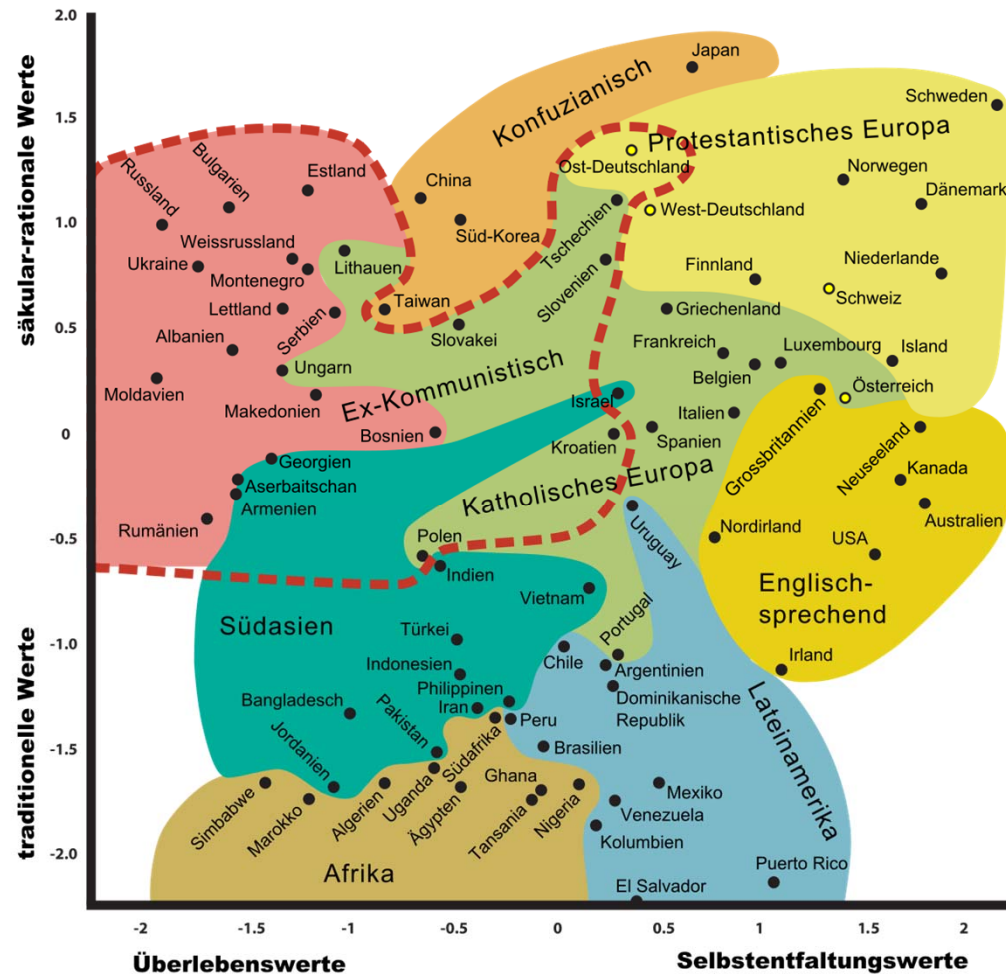 2.0
säkular-rationale Werte
Japan
Konfuzianisch
Schweden
1.5
Protestantisches Europa
Ost-Deutschland
Bulgarien
Russland
Estland
China
Norwegen
Dänemark
Tschechien
West-Deutschland
1.0
Süd-Korea
Weissrussland
Ukraine
Montenegro
Lithauen
Slovenien
Finnland
Niederlande
Schweiz
Lettland
Serbien
Taiwan
Griechenland
0.5
Slovakei
Albanien
Frankreich
Luxembourg
Island
Ungarn
Ex-Kommunistisch
Belgien
Moldavien
Makedonien
Israel
Österreich
Italien
Grossbritannien
0
Bosnien
Kroatien
Spanien
Neuseeland
Georgien
Katholisches Europa
Kanada
Aserbaitschan
Armenien
Australien
Rumänien
Uruguay
Nordirland
USA
-0.5
Polen
Indien
Englisch-
sprechend
Vietnam
Südasien
Türkei
Portugal
-1.0
traditionelle Werte
Chile
Irland
Indonesien
Argentinien
Philippinen
Dominikanische
Republik
Bangladesch
Iran
Peru
Lateinamerika
Pakistan
Südafrika
-1.5
Brasilien
Jordanien
Ghana
Simbabwe
Marokko
Algerien
Uganda
Ägypten
Tansania
Nigeria
Mexiko
Venezuela
Kolumbien
-2.0
Afrika
Puerto Rico
El Salvador
-2
-1.5
-1
-0.5
0
0.5
1
1.5
2
Überlebenswerte
Selbstentfaltungswerte